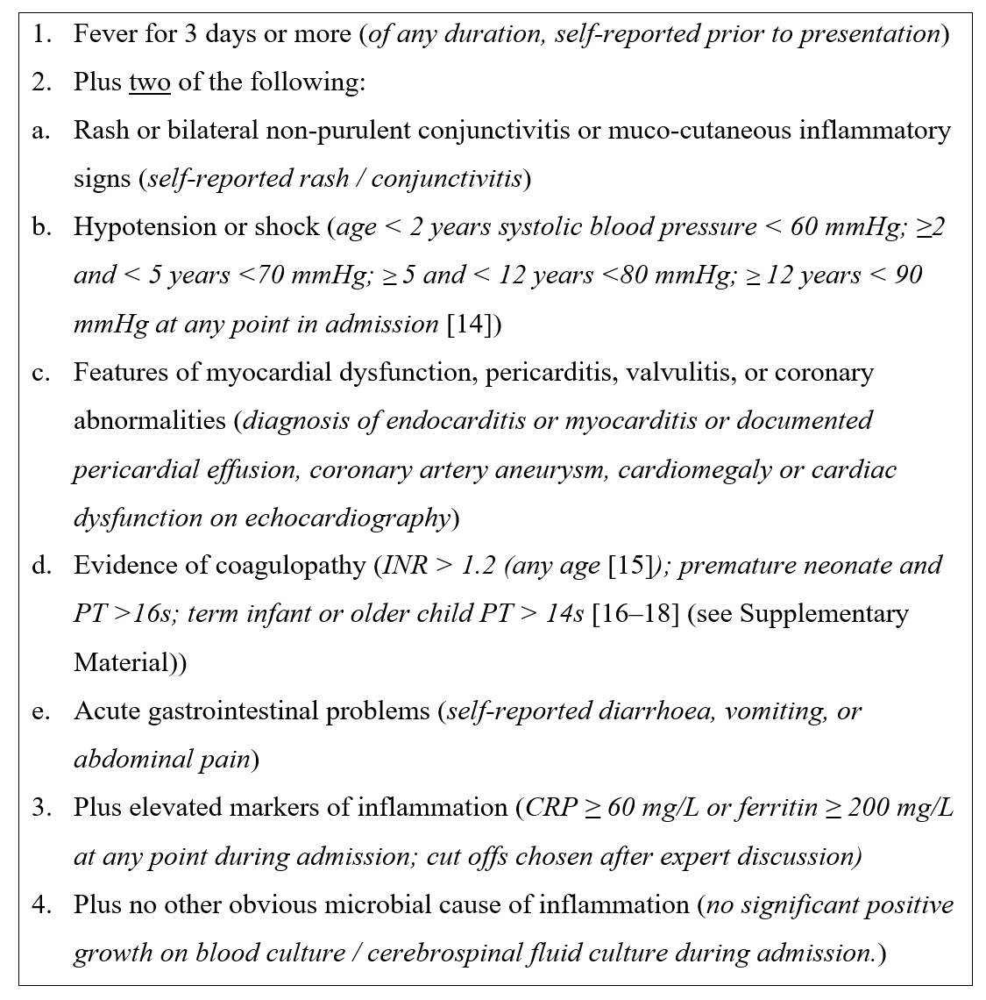 1. Fever for 3 days or more (of any duration, self-reported prior to presentation)
2. Plus two of the following:
a. Rash or bilateral non-purulent conjunctivitis or muco-cutaneous inflammatory
signs (self-reported rash / conjunctivitis)
b. Hypotension or shock (age < 2 years systolic blood pressure < 60 mmHg; ≥2
and < 5 years <70 mmHg; ≥ 5 and < 12 years <80 mmHg; ≥ 12 years < 90
mmHg at any point in admission [14])
c. Features of myocardial dysfunction, pericarditis, valvulitis, or coronary
abnormalities (diagnosis of endocarditis or myocarditis or documented
pericardial effusion, coronary artery aneurysm, cardiomegaly or cardiac
dysfunction on echocardiography)
d. Evidence of coagulopathy (INR > 1.2 (any age [15]); premature neonate and
PT >16s; term infant or older child PT > 14s [16–18] (see Supplementary
Material))
e. Acute gastrointestinal problems (self-reported diarrhoea, vomiting, or
abdominal pain)
3. Plus elevated markers of inflammation (CRP ≥ 60 mg/L or ferritin ≥ 200 mg/L
at any point during admission; cut offs chosen after expert discussion)
4. Plus no other obvious microbial cause of inflammation (no significant positive
growth on blood culture / cerebrospinal fluid culture during admission.)